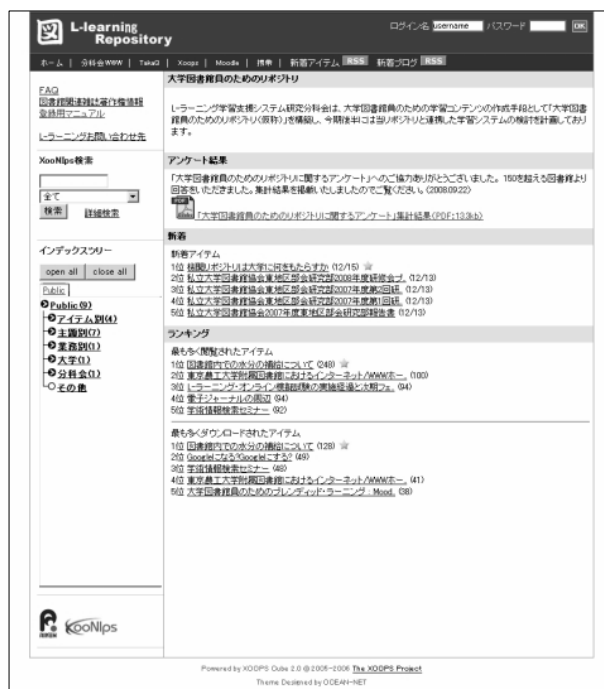 L-learning
Repository
ログイン名 username パスワード OK
ホーム | 分科会WWW | TakaQ | Xoops | Moodle | 携帯 | 新着アイテム RSS 新着ブログ RSS
FAQ
図書館関連雑誌著作権情報
登録用マニュアル
L-ラーニングお問い合わせ先
XooNIps検索
全て
検索 詳細検索
インデックスツリー
open all close all
Public
Public(9)
アイテム別(4)
主題別(7)
業務別(1)
大学(1)
分科会(1)
その他
XooNIps
大学図書館員のためのリポジトリ
L-ラーニング学習支援システム研究分科会は、大学図書館員のための学習コンテンツの作成手段として「大学図書
館員のためのリポジトリ(仮称)」を構築し、今期後半には当リポジトリと連携した学習システムの検討を計画しており
ます。
アンケート結果
「大学図書館員のためのリポジトリに関するアンケート」へのご協力ありがとうございました。150を超える図書館より
回答をいただきました。集計結果を掲載いたしましたのでご覧ください。(2008.09.22)
「大学図書館員のためのリポジトリに関するアンケート」集計結果(PDF:133kb)
新着
新着アイテム
1位 機関リポジトリは大学に何をもたらすか (12/15)
2位 私立大学図書館協会東地区部会研究部2008年度研修会プ. (12/13)
3位 私立大学図書館協会東地区部会研究部2007年度第2回研. (12/13)
4位 私立大学図書館協会東地区部会研究部2007年度第1回研. (12/13)
5位 私立大学図書館協会2007年度東地区部会研究部報告書 (12/13)
ランキング
最も多く閲覧されたアイテム
1位 図書館内での水分の補給について (248)
2位 東京農工大学附属図書館におけるインターネット/WWWホー. (100)
3位 L-ラーニング・オンライン模擬試験の実施経過と次期フェ. (94)
4位 電子ジャーナルの周辺 (94)
5位 学術情報検索セミナー (92)
最も多くダウンロードされたアイテム
1位 図書館内での水分の補給について (128)
2位 Googleになる?Googleにする? (49)
3位 学術情報検索セミナー (48)
4位 東京農工大学附属図書館におけるインターネット/WWWホー. (41)
5位 大学図書館員のためのブレンディッド・ラーニング : Mood. (38)
Powered by XOOPS Cube 2.0 © 2005-2006 The XOOPS Project
Theme Designed by OCEAN-NET